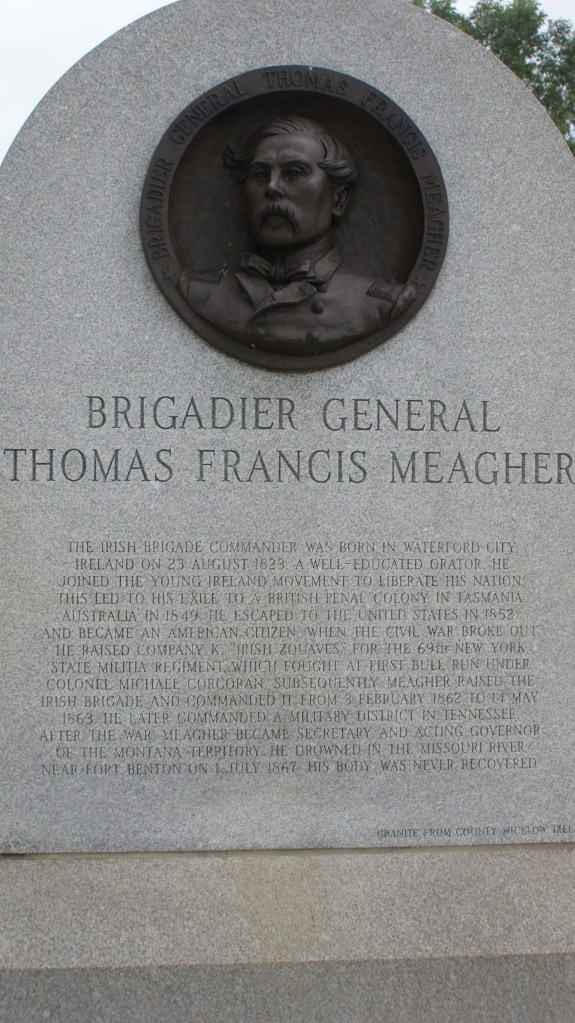 BRIGADIER GENERAL THOMAS FRANCIS MEAGHER
BRIGADIER GENERAL
THOMAS FRANCIS MEAGHER
THE IRISH BRIGADE COMMANDER WAS BORN IN WATERFORD CITY,
IRELAND ON 23 AUGUST 1823. A WELL-EDUCATED ORATOR, HE
JOINED THE YOUNG IRELAND MOVEMENT TO LIBERATE HIS NATION.
THIS LED TO HIS EXILE TO A BRITISH PENAL COLONY IN TASMANIA,
AUSTRALIA IN 1849. HE ESCAPED TO THE UNITED STATES IN 1852
AND BECAME AN AMERICAN CITIZEN. WHEN THE CIVIL WAR BROKE OUT,
HE RAISED COMPANY K, "IRISH ZOUAVES," FOR THE 69TH NEW YORK
STATE MILITIA REGIMENT, WHICH FOUGHT AT FIRST BULL RUN UNDER
COLONEL MICHAEL CORCORAN. SUBSEQUENTLY, MEAGHER RAISED THE
IRISH BRIGADE AND COMMANDED IT FROM 3 FEBRUARY 1862 TO 14 MAY
1863. HE LATER COMMANDED A MILITARY DISTRICT IN TENNESSEE.
AFTER THE WAR, MEAGHER BECAME SECRETARY AND ACTING GOVERNOR
OF THE MONTANA TERRITORY. HE DROWNED IN THE MISSOURI RIVER
NEAR FORT BENTON ON 1 JULY 1867. HIS BODY WAS NEVER RECOVERED.
GRANITE FROM COUNTY WICKLOW